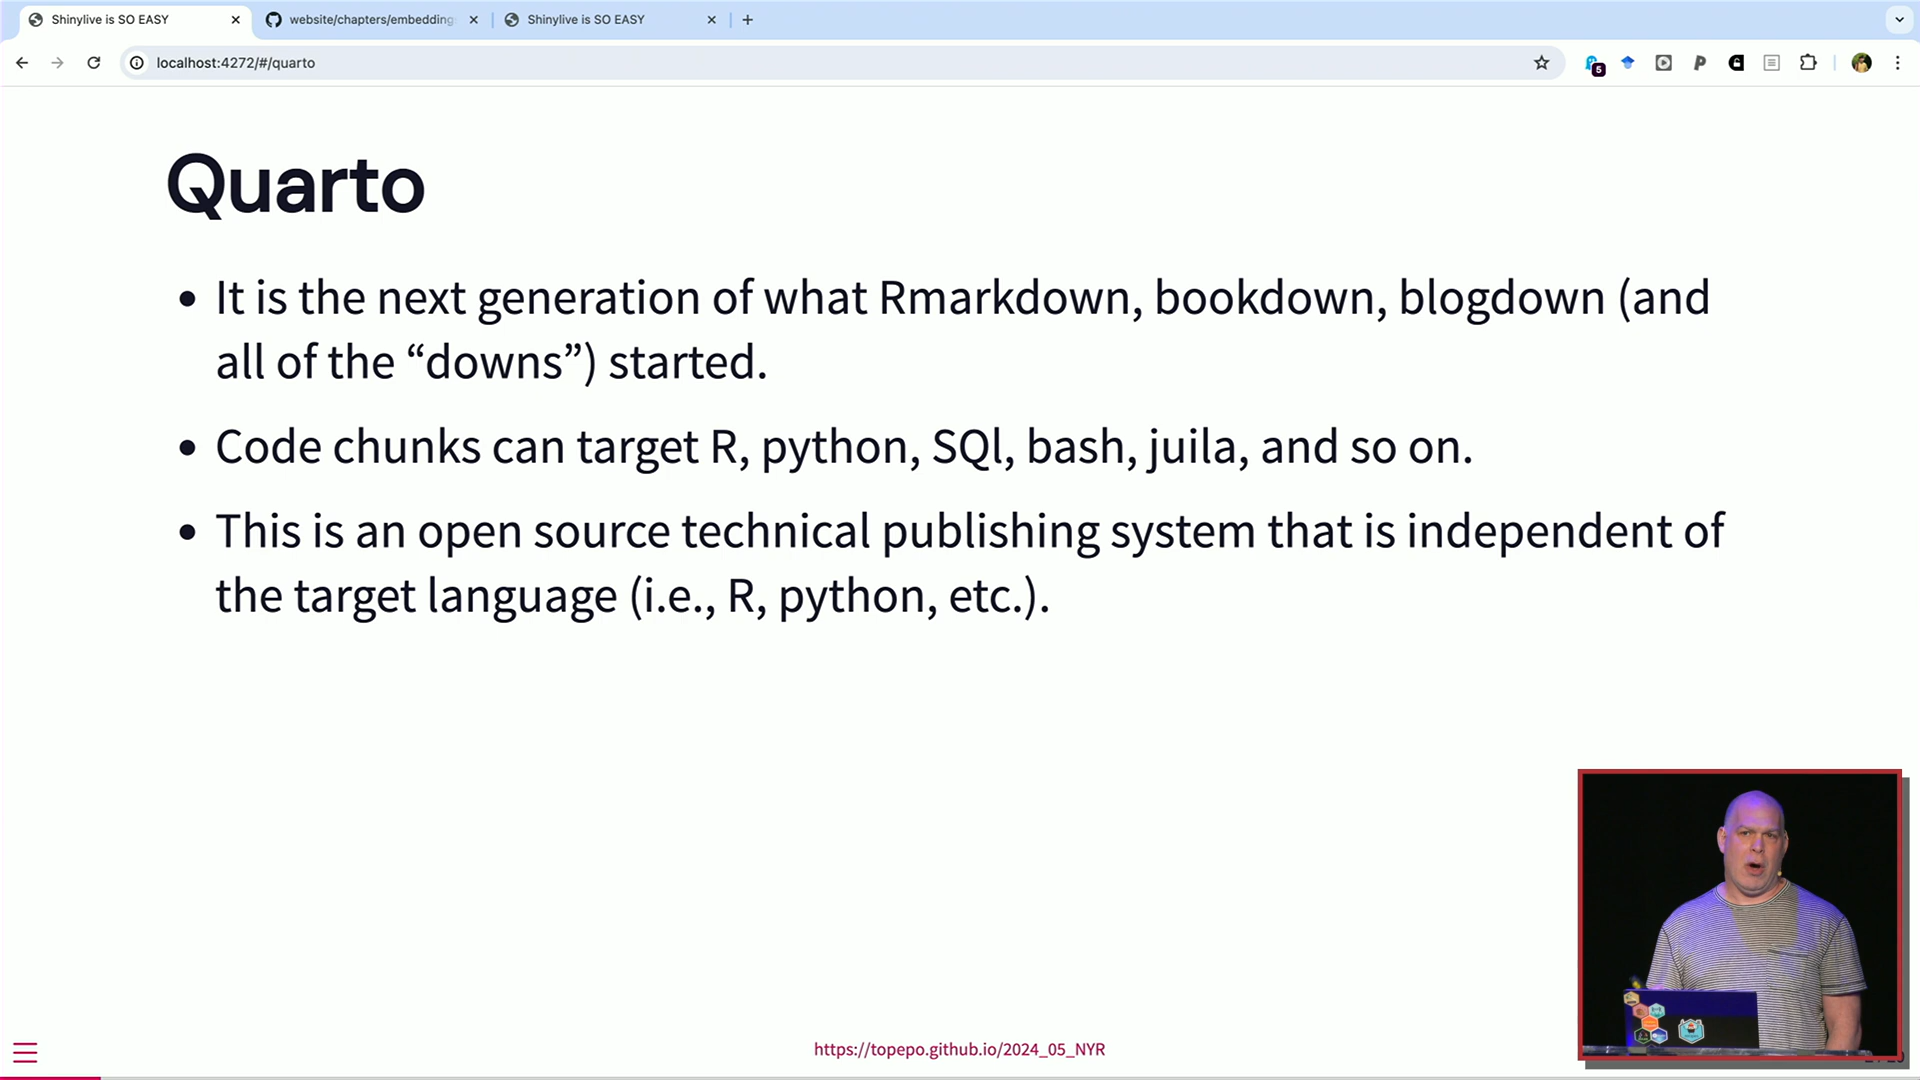 Shinylive is SO EASY
website/chapters/embedding
Shinylive is SO EASY
localhost:4272/#/quarto
5
Quarto
• It is the next generation of what Rmarkdown, bookdown, blogdown (and
all of the “downs”) started.
• Code chunks can target R, python, SQl, bash, juila, and so on.
• This is an open source technical publishing system that is independent of
the target language (i.e., R, python, etc.).
https://topepo.github.io/2024_05_NYR